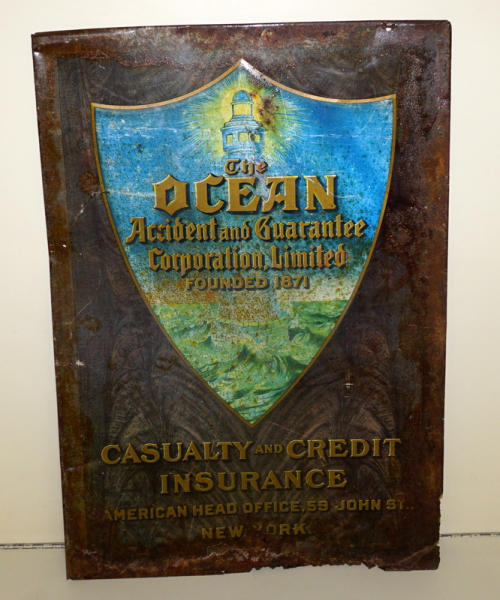 The
OCEAN
Accident and Guarantee
Corporation, Limited
FOUNDED 1871
CASUALTY AND CREDIT
INSURANCE
AMERICAN HEAD OFFICE, 59 JOHN ST.,
NEW YORK